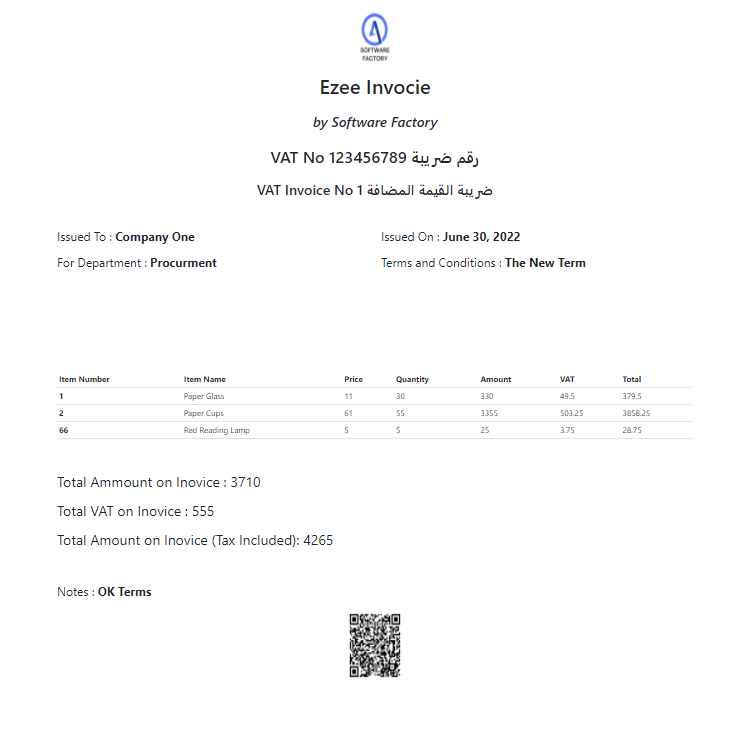 SOFTWARE
FACTORY
Ezee Invocie
by Software Factory
VAT No 123456789 رقم ضريبة
VAT Invoice No 1 ضريبة القيمة المضافة
Issued To : Company One
Issued On : June 30, 2022
For Department : Procurment
Terms and Conditions : The New Term
Item Number Item Name Price Quantity Amount VAT Total
1 Paper Glass 11 30 330 49.5 379.5
2 Paper Cups 61 55 3355 503.25 3858.25
66 Red Reading Lamp 5 5 25 3.75 28.75
Total Ammount on Inovice : 3710
Total VAT on Inovice : 555
Total Amount on Inovice (Tax Included): 4265
Notes : OK Terms